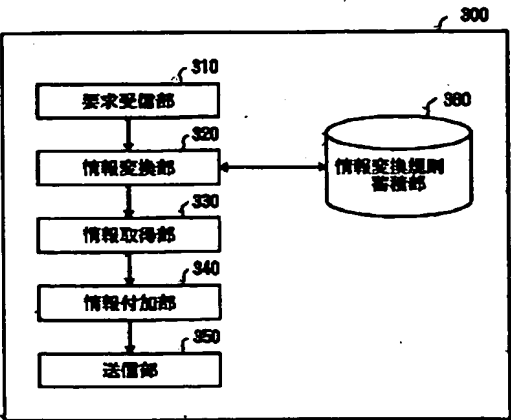 300
310
要求受信部
320
情報変換部
330
情報取得部
340
情報付加部
350
送信部
360
情報変換規則
蓄積部